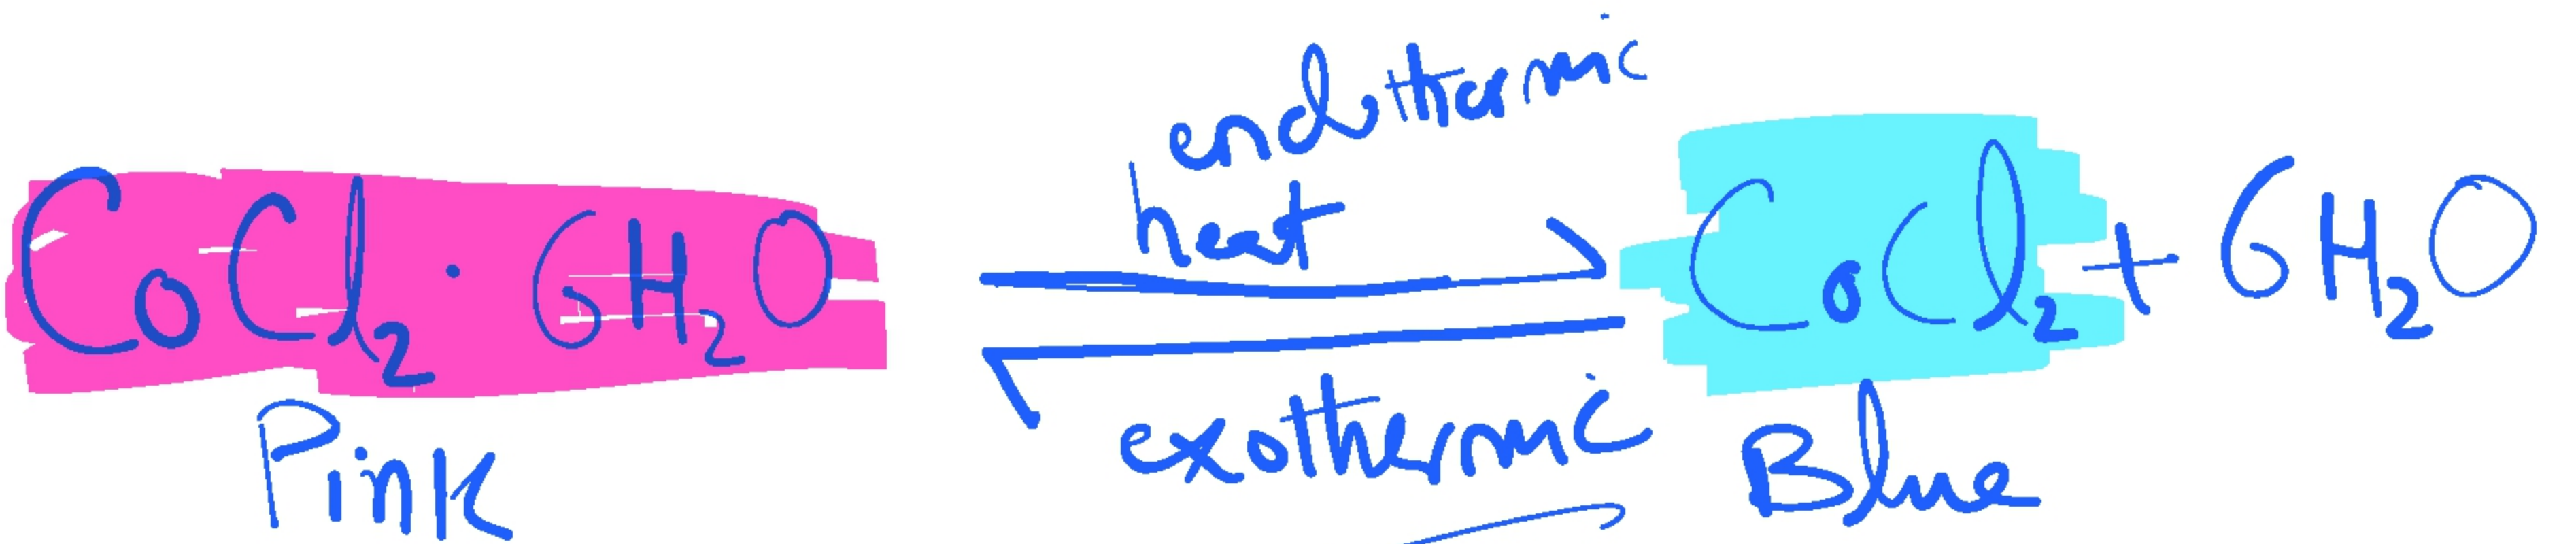 endothermic
heat
CoCl₂ · 6H₂O ⇌ CoCl₂ + 6H₂O
exothermic
Pink Blue